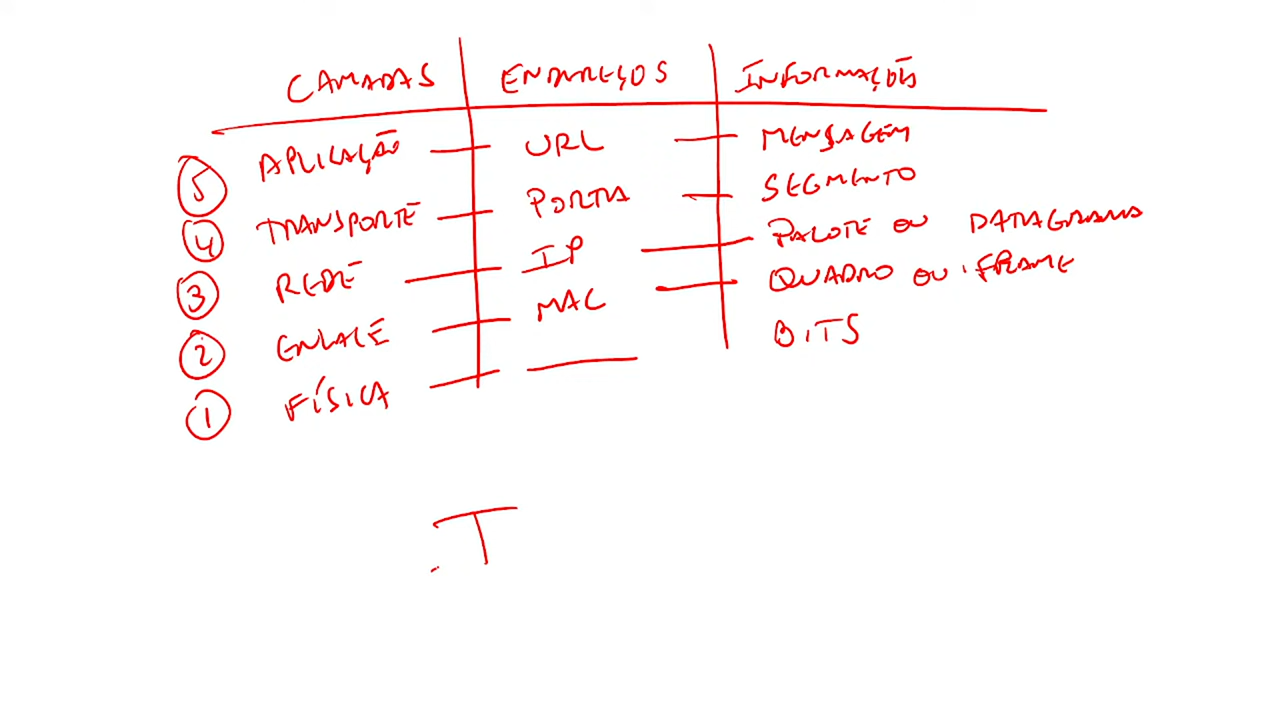 CAMADAS ENDEREÇOS INFORMAÇÕES
5 APLICAÇÃO URL MENSAGEM
4 TRANSPORTE PORTA SEGMENTO
3 REDE IP PACOTE OU DATAGRAMA
2 ENLACE MAC QUADRO OU FRAME
1 FÍSICA BITS